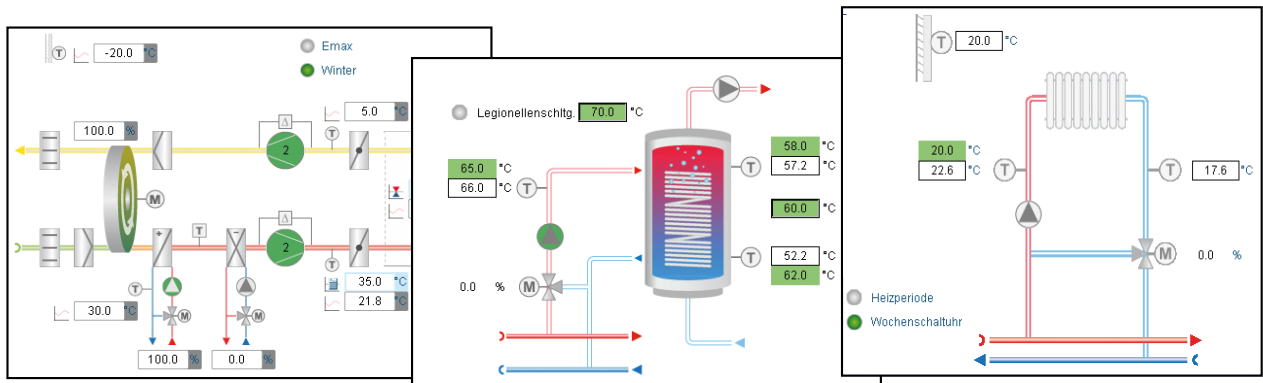 -20.0 °C
Emax
Winter
100.0 %
5.0 °C
Δ
2
T
M
T
Δ
2
+
−
T
T
35.0 °C
21.8 °C
T
30.0 °C
M
M
100.0 %
0.0 %
Legionellenschltg. 70.0 °C
65.0 °C
66.0 °C T
58.0 °C
T 57.2 °C
60.0 °C
52.2 °C
T 62.0 °C
0.0 % M
T 20.0 °C
20.0 °C
22.6 °C T
T 17.6 °C
M 0.0 %
Heizperiode
Wochenschaltuhr